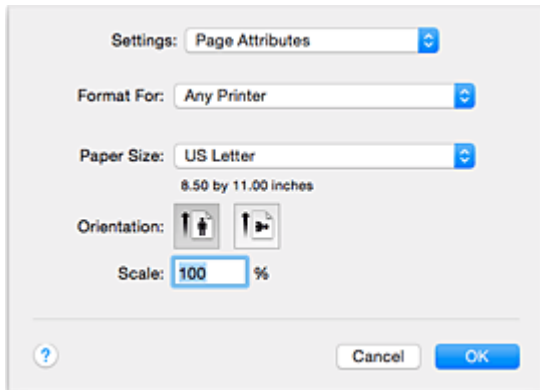 Settings: Page Attributes
Format For: Any Printer
Paper Size: US Letter
8.50 by 11.00 inches
Orientation:
Scale: 100 %
? Cancel OK